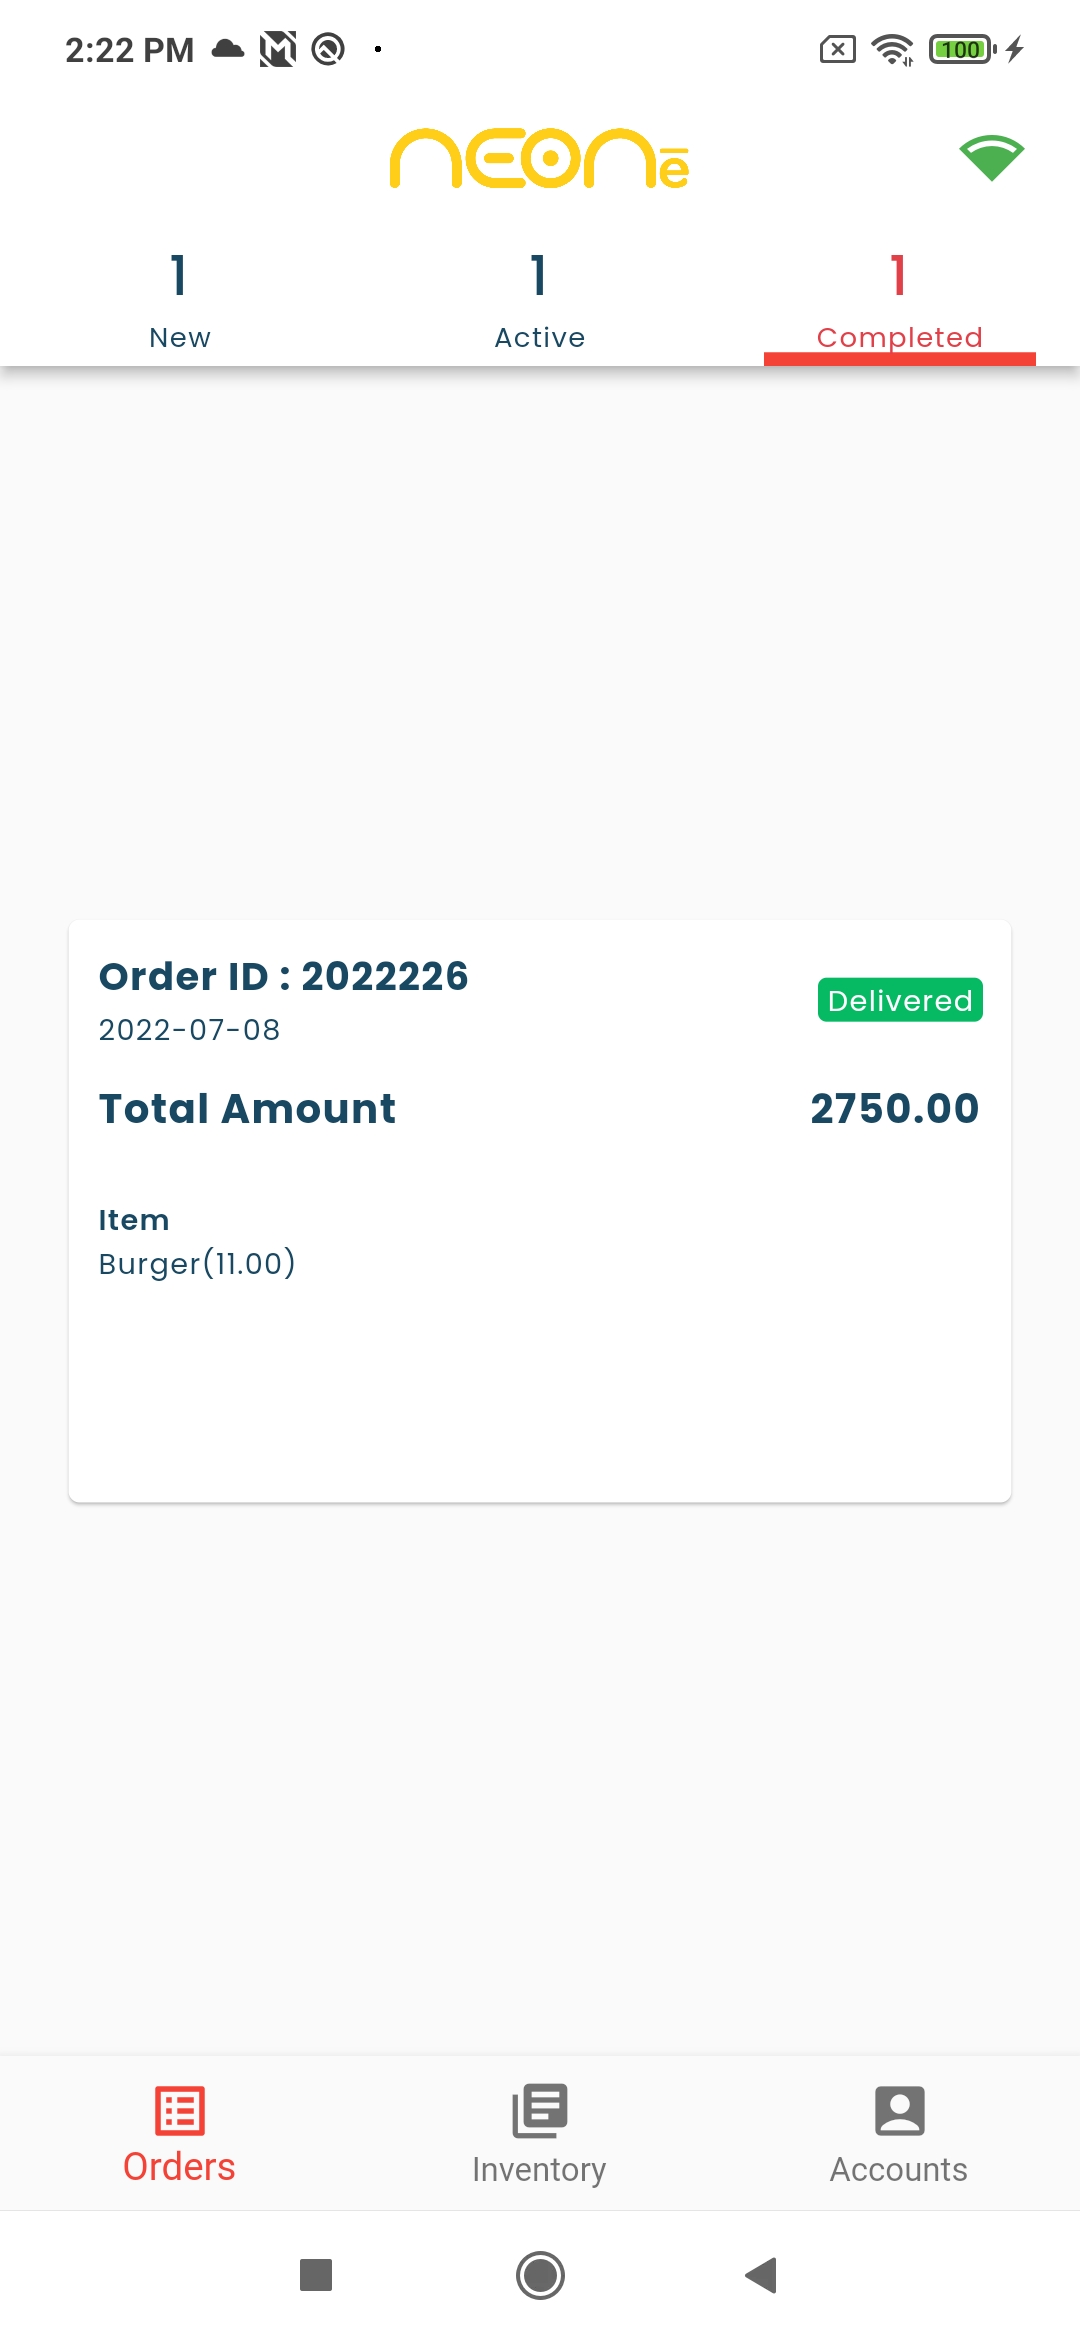 2:22 PM
100
neonē
1 1 1
New Active Completed
Order ID : 2022226
Delivered
2022-07-08
Total Amount 2750.00
Item
Burger(11.00)
Orders Inventory Accounts